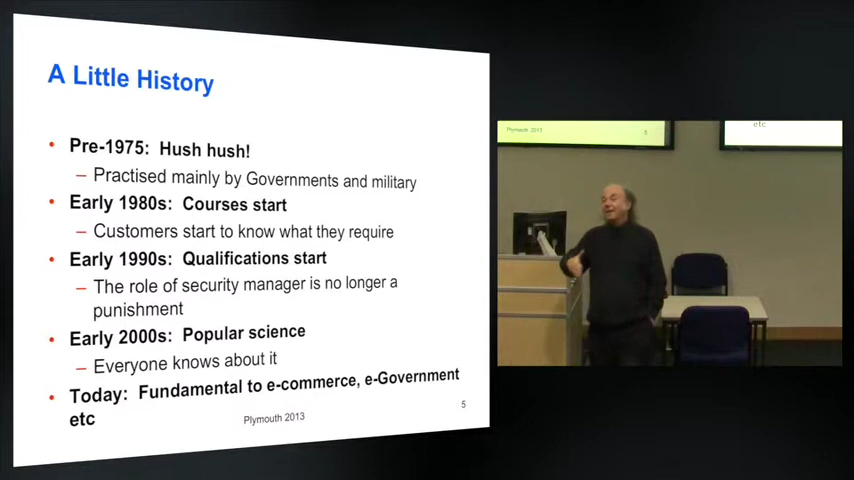 A Little History
• Pre-1975: Hush hush!
– Practised mainly by Governments and military
• Early 1980s: Courses start
– Customers start to know what they require
• Early 1990s: Qualifications start
– The role of security manager is no longer a
punishment
• Early 2000s: Popular science
– Everyone knows about it
• Today: Fundamental to e-commerce, e-Government
etc
Plymouth 2013
5
Plymouth 2013
5
etc